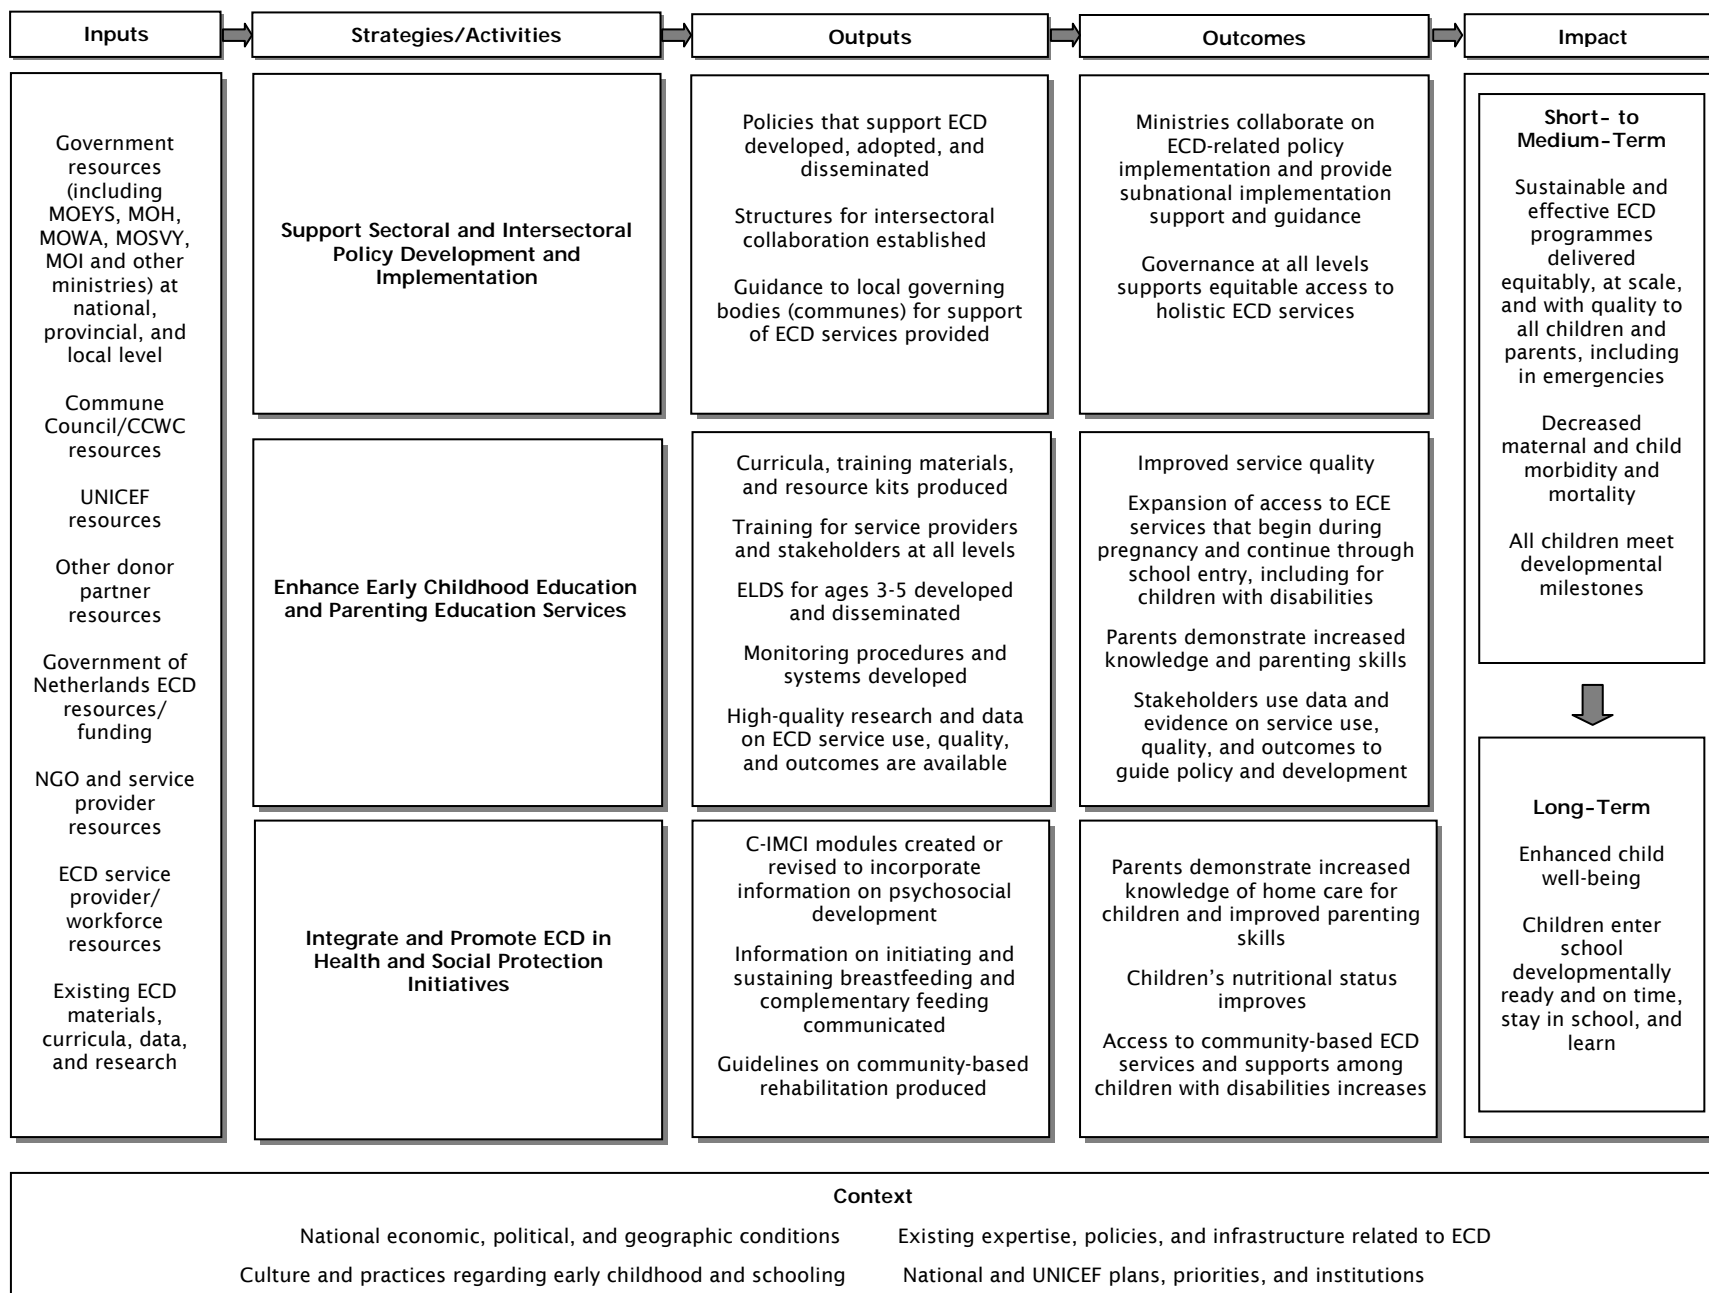 Inputs
Strategies/Activities
Outputs
Outcomes
Impact
Government
resources
(including
MOEYS, MOH,
MOWA, MOSVY,
MOI and other
ministries) at
national,
provincial, and
local level
Commune
Council/CCWC
resources
UNICEF
resources
Other donor
partner
resources
Government of
Netherlands ECD
resources/
funding
NGO and service
provider
resources
ECD service
provider/
workforce
resources
Existing ECD
materials,
curricula, data,
and research
Support Sectoral and Intersectoral
Policy Development and
Implementation
Policies that support ECD
developed, adopted, and
disseminated
Structures for intersectoral
collaboration established
Guidance to local governing
bodies (communes) for support
of ECD services provided
Ministries collaborate on
ECD-related policy
implementation and provide
subnational implementation
support and guidance
Governance at all levels
supports equitable access to
holistic ECD services
Enhance Early Childhood Education
and Parenting Education Services
Curricula, training materials,
and resource kits produced
Training for service providers
and stakeholders at all levels
ELDS for ages 3-5 developed
and disseminated
Monitoring procedures and
systems developed
High-quality research and data
on ECD service use, quality,
and outcomes are available
Improved service quality
Expansion of access to ECE
services that begin during
pregnancy and continue through
school entry, including for
children with disabilities
Parents demonstrate increased
knowledge and parenting skills
Stakeholders use data and
evidence on service use,
quality, and outcomes to
guide policy and development
Integrate and Promote ECD in
Health and Social Protection
Initiatives
C-IMCI modules created or
revised to incorporate
information on psychosocial
development
Information on initiating and
sustaining breastfeeding and
complementary feeding
communicated
Guidelines on community-based
rehabilitation produced
Parents demonstrate increased
knowledge of home care for
children and improved parenting
skills
Children's nutritional status
improves
Access to community-based ECD
services and supports among
children with disabilities increases
Short- to
Medium-Term
Sustainable and
effective ECD
programmes
delivered
equitably, at scale,
and with quality to
all children and
parents, including
in emergencies
Decreased
maternal and child
morbidity and
mortality
All children meet
developmental
milestones
Long-Term
Enhanced child
well-being
Children enter
school
developmentally
ready and on time,
stay in school, and
learn
Context
National economic, political, and geographic conditions
Existing expertise, policies, and infrastructure related to ECD
Culture and practices regarding early childhood and schooling
National and UNICEF plans, priorities, and institutions